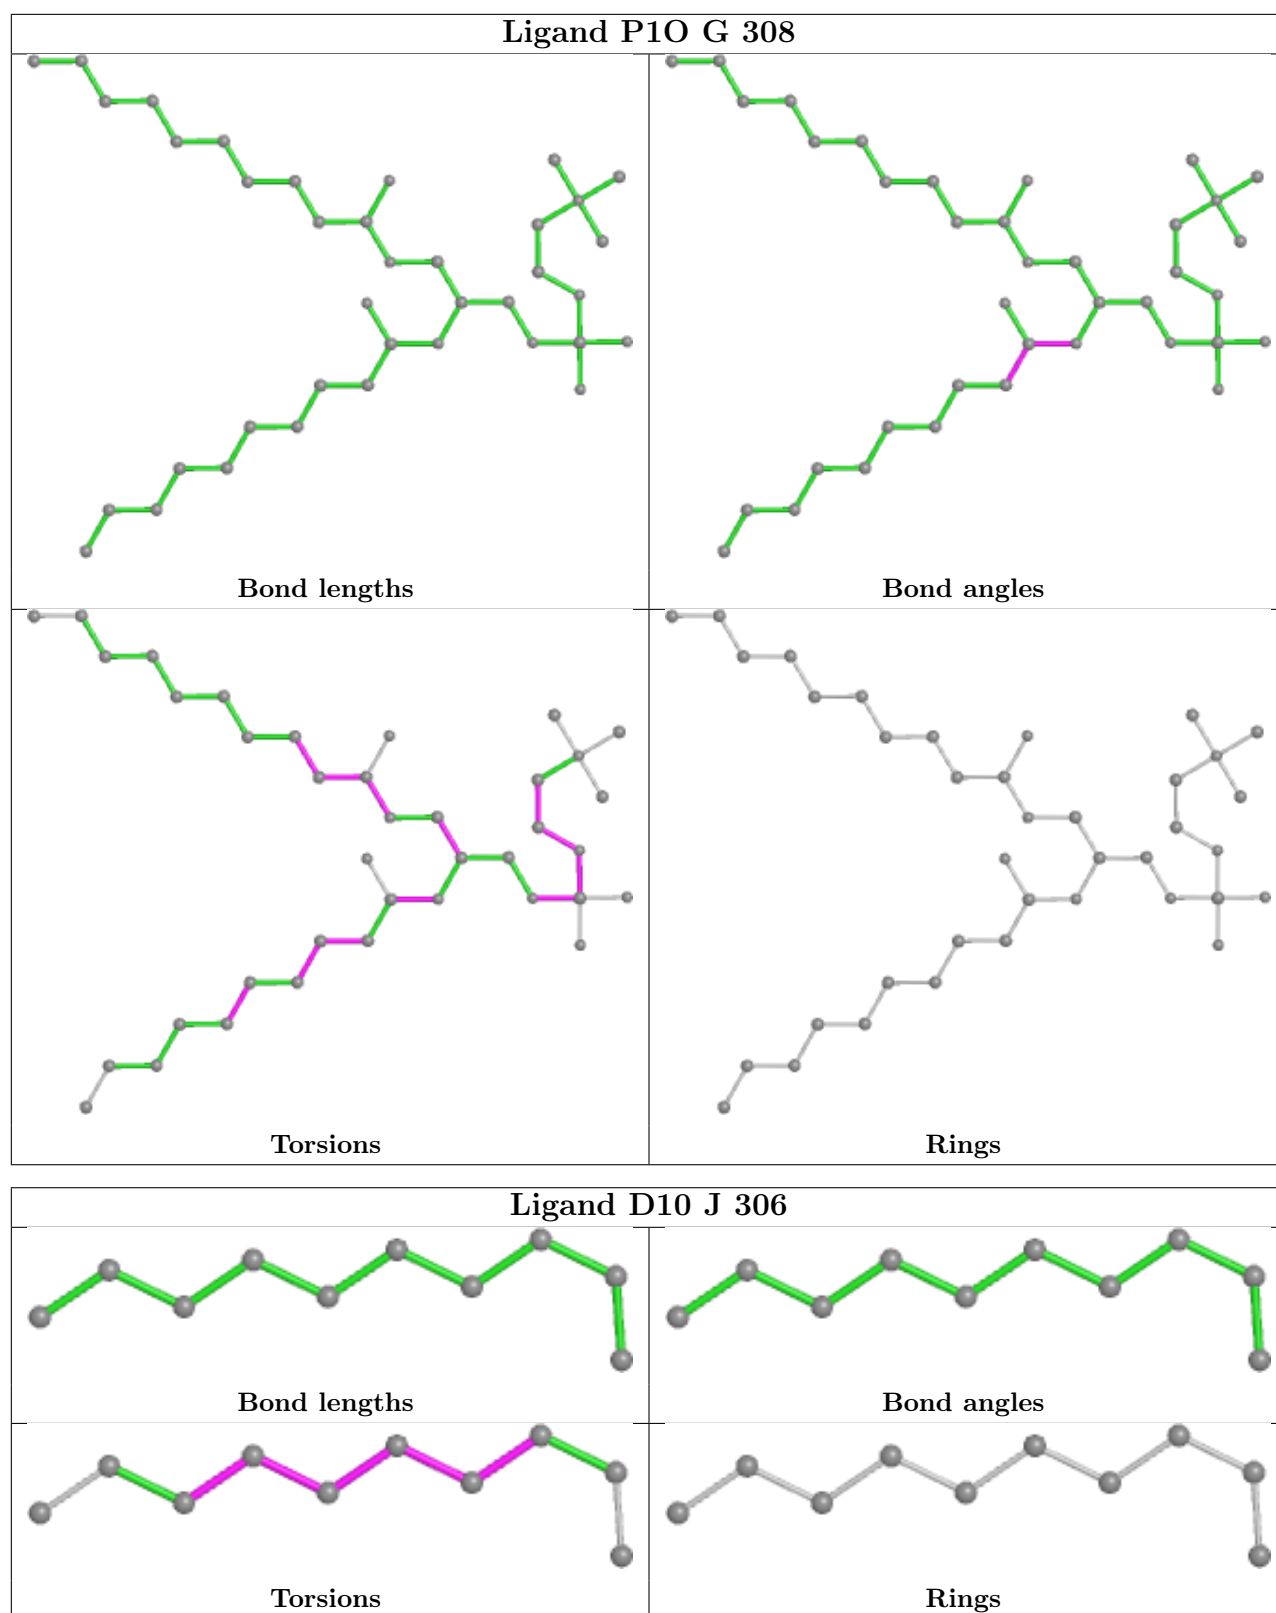 Ligand P1O G 308
Bond lengths
Bond angles
Torsions
Rings
Ligand D10 J 306
Bond lengths
Bond angles
Torsions
Rings